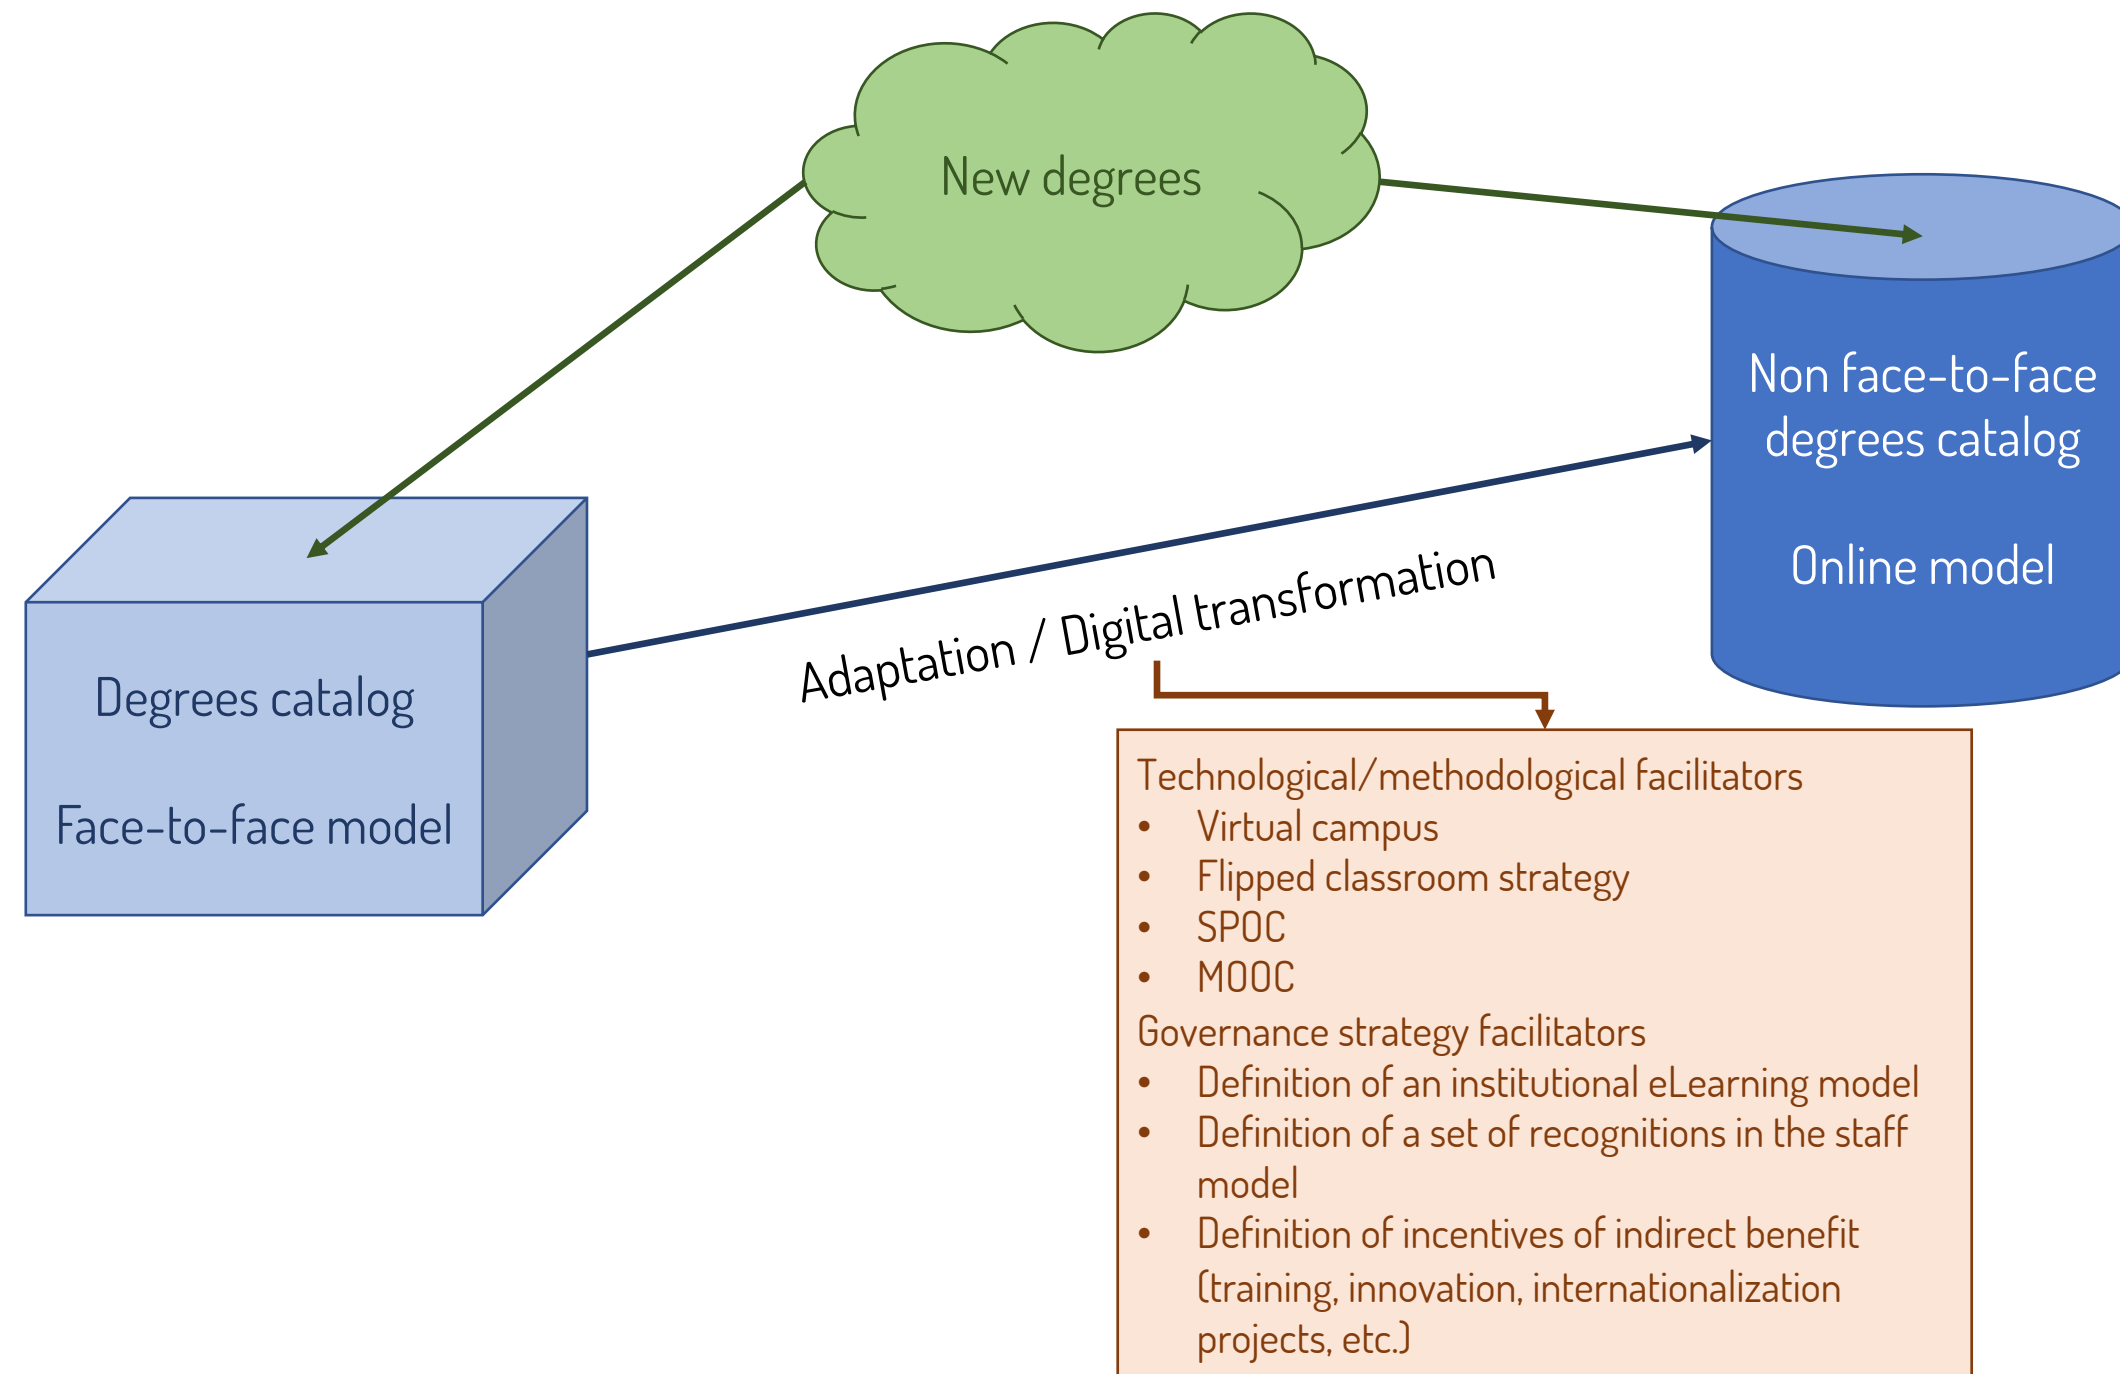 New degrees
Non face-to-face
degrees catalog
Online model
Adaptation / Digital transformation
Degrees catalog
Face-to-face model
Technological/methodological facilitators
• Virtual campus
• Flipped classroom strategy
• SPOC
• MOOC
Governance strategy facilitators
• Definition of an institutional eLearning model
• Definition of a set of recognitions in the staff
model
• Definition of incentives of indirect benefit
(training, innovation, internationalization
projects, etc.)